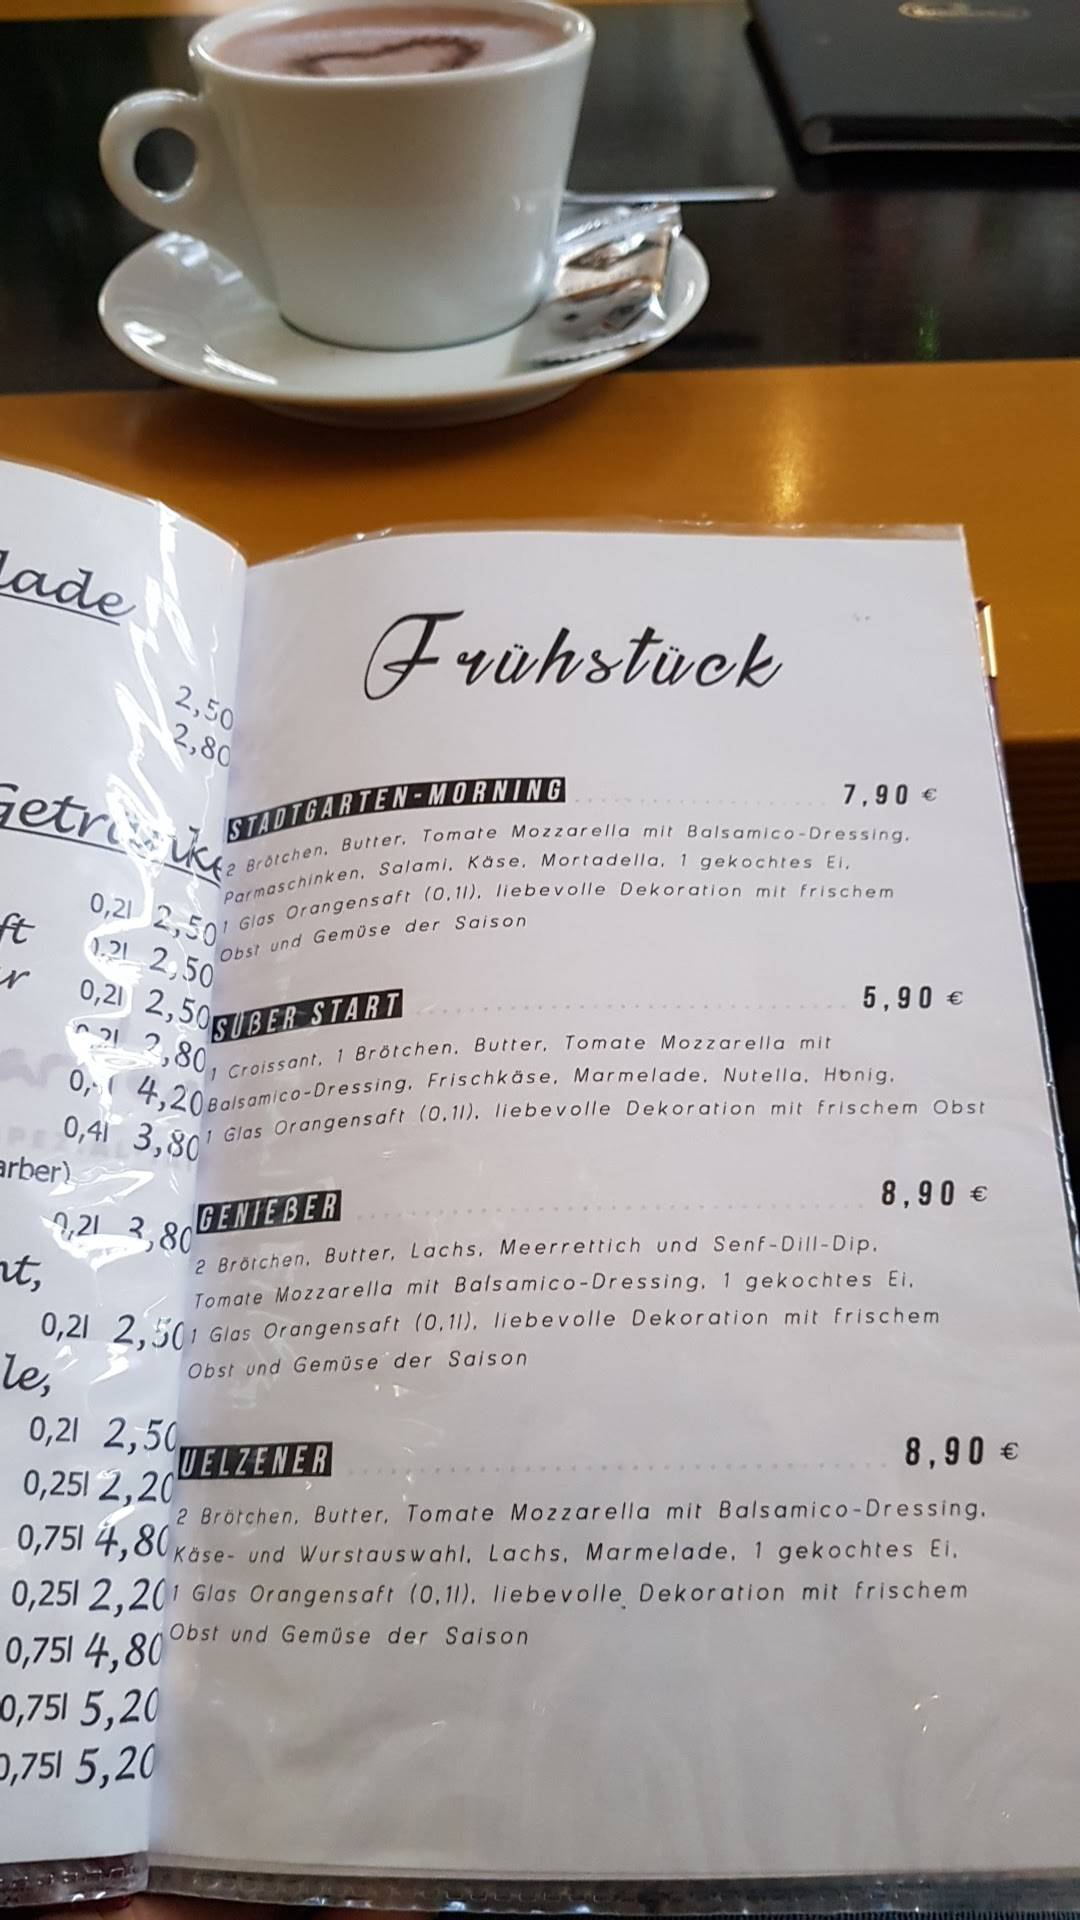 lade
2,50
2,80
Getränke
0,2l 2,50
0,2l 2,50
0,2l 2,50
0,2l 2,80
4,20
0,4l 3,80
arber)
0,2l 3,80
0,2l 2,50
le,
0,2l 2,50
0,25l 2,20
0,75l 4,80
0,25l 2,20
0,75l 4,80
0,75l 5,20
0,75l 5,20
Frühstück
STADTGARTEN-MORNING 7,90 €
2 Brötchen, Butter, Tomate Mozzarella mit Balsamico-Dressing,
Parmaschinken, Salami, Käse, Mortadella, 1 gekochtes Ei,
1 Glas Orangensaft (0,1l), liebevolle Dekoration mit frischem
Obst und Gemüse der Saison
SÜßER START 5,90 €
1 Croissant, 1 Brötchen, Butter, Tomate Mozzarella mit
Balsamico-Dressing, Frischkäse, Marmelade, Nutella, Honig,
1 Glas Orangensaft (0,1l), liebevolle Dekoration mit frischem Obst
GENIEßER 8,90 €
2 Brötchen, Butter, Lachs, Meerrettich und Senf-Dill-Dip,
Tomate Mozzarella mit Balsamico-Dressing, 1 gekochtes Ei,
1 Glas Orangensaft (0,1l), liebevolle Dekoration mit frischem
Obst und Gemüse der Saison
UELZENER 8,90 €
2 Brötchen, Butter, Tomate Mozzarella mit Balsamico-Dressing,
Käse- und Wurstauswahl, Lachs, Marmelade, 1 gekochtes Ei,
1 Glas Orangensaft (0,1l), liebevolle Dekoration mit frischem
Obst und Gemüse der Saison